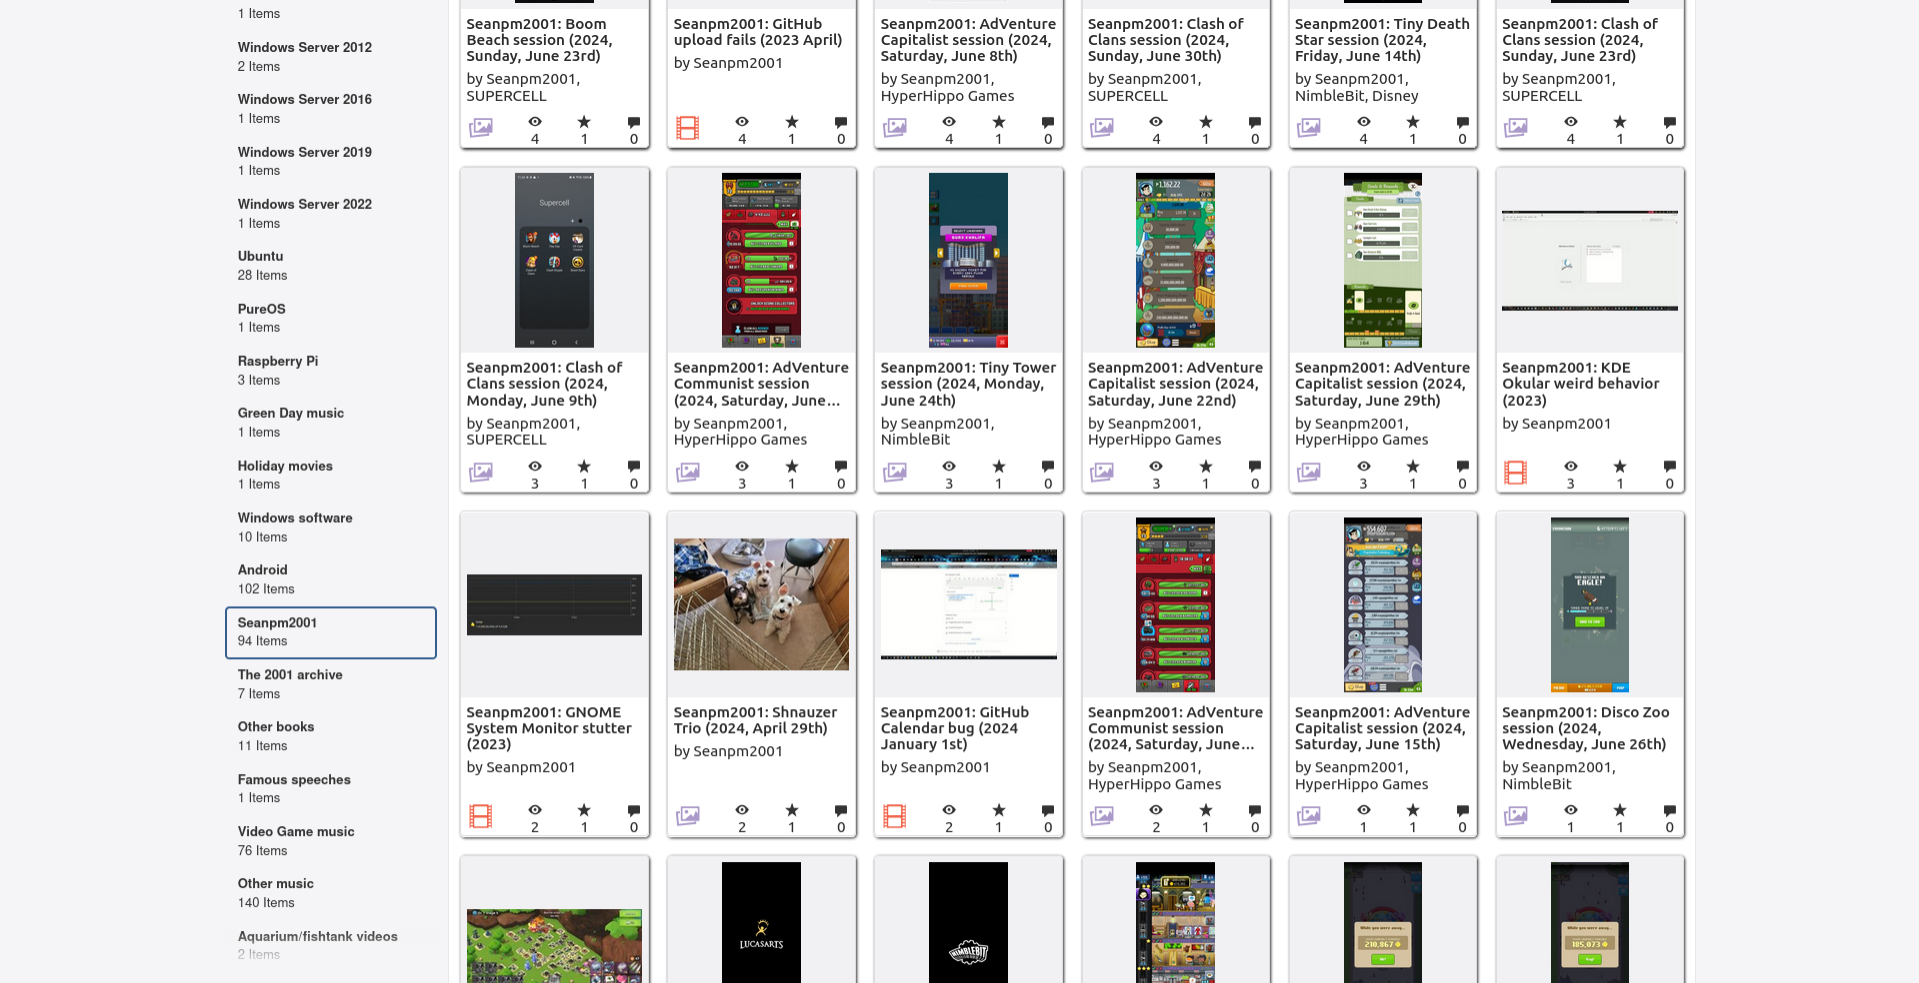 1 Items
Windows Server 2012
2 Items
Windows Server 2016
1 Items
Windows Server 2019
1 Items
Windows Server 2022
1 Items
Ubuntu
28 Items
PureOS
1 Items
Raspberry Pi
3 Items
Green Day music
1 Items
Holiday movies
1 Items
Windows software
10 Items
Android
102 Items
Seanpm2001
94 Items
The 2001 archive
7 Items
Other books
11 Items
Famous speeches
1 Items
Video Game music
76 Items
Other music
140 Items
Aquarium/fishtank videos
2 Items
Seanpm2001: Boom
Beach session (2024,
Sunday, June 23rd)
by Seanpm2001,
SUPERCELL
4 1 0
Seanpm2001: GitHub
upload fails (2023 April)
by Seanpm2001
4 1 0
Seanpm2001: AdVenture
Capitalist session (2024,
Saturday, June 8th)
by Seanpm2001,
HyperHippo Games
4 1 0
Seanpm2001: Clash of
Clans session (2024,
Sunday, June 30th)
by Seanpm2001,
SUPERCELL
4 1 0
Seanpm2001: Tiny Death
Star session (2024,
Friday, June 14th)
by Seanpm2001,
NimbleBit, Disney
4 1 0
Seanpm2001: Clash of
Clans session (2024,
Sunday, June 23rd)
by Seanpm2001,
SUPERCELL
4 1 0
Supercell
Seanpm2001: Clash of
Clans session (2024,
Monday, June 9th)
by Seanpm2001,
SUPERCELL
3 1 0
Seanpm2001: AdVenture
Communist session
(2024, Saturday, June...
by Seanpm2001,
HyperHippo Games
3 1 0
Seanpm2001: Tiny Tower
session (2024, Monday,
June 24th)
by Seanpm2001,
NimbleBit
3 1 0
Seanpm2001: AdVenture
Capitalist session (2024,
Saturday, June 22nd)
by Seanpm2001,
HyperHippo Games
3 1 0
Seanpm2001: AdVenture
Capitalist session (2024,
Saturday, June 29th)
by Seanpm2001,
HyperHippo Games
3 1 0
Seanpm2001: KDE
Okular weird behavior
(2023)
by Seanpm2001
3 1 0
Seanpm2001: GNOME
System Monitor stutter
(2023)
by Seanpm2001
2 1 0
Seanpm2001: Shnauzer
Trio (2024, April 29th)
by Seanpm2001
2 1 0
Seanpm2001: GitHub
Calendar bug (2024
January 1st)
by Seanpm2001
2 1 0
Seanpm2001: AdVenture
Communist session
(2024, Saturday, June...
by Seanpm2001,
HyperHippo Games
2 1 0
Seanpm2001: AdVenture
Capitalist session (2024,
Saturday, June 15th)
by Seanpm2001,
HyperHippo Games
1 1 0
EAGLE!
Seanpm2001: Disco Zoo
session (2024,
Wednesday, June 26th)
by Seanpm2001,
NimbleBit
1 1 0
LUCASARTS
NIMBLEBIT
While you were away...
210,867
While you were away...
185,073